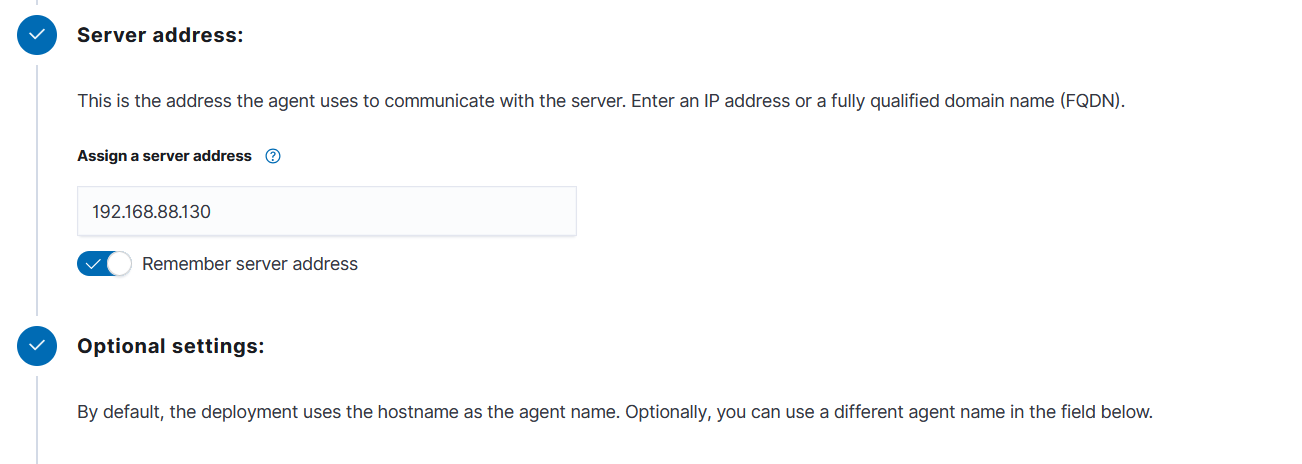 Server address:
This is the address the agent uses to communicate with the server. Enter an IP address or a fully qualified domain name (FQDN).
Assign a server address ?
192.168.88.130
Remember server address
Optional settings:
By default, the deployment uses the hostname as the agent name. Optionally, you can use a different agent name in the field below.